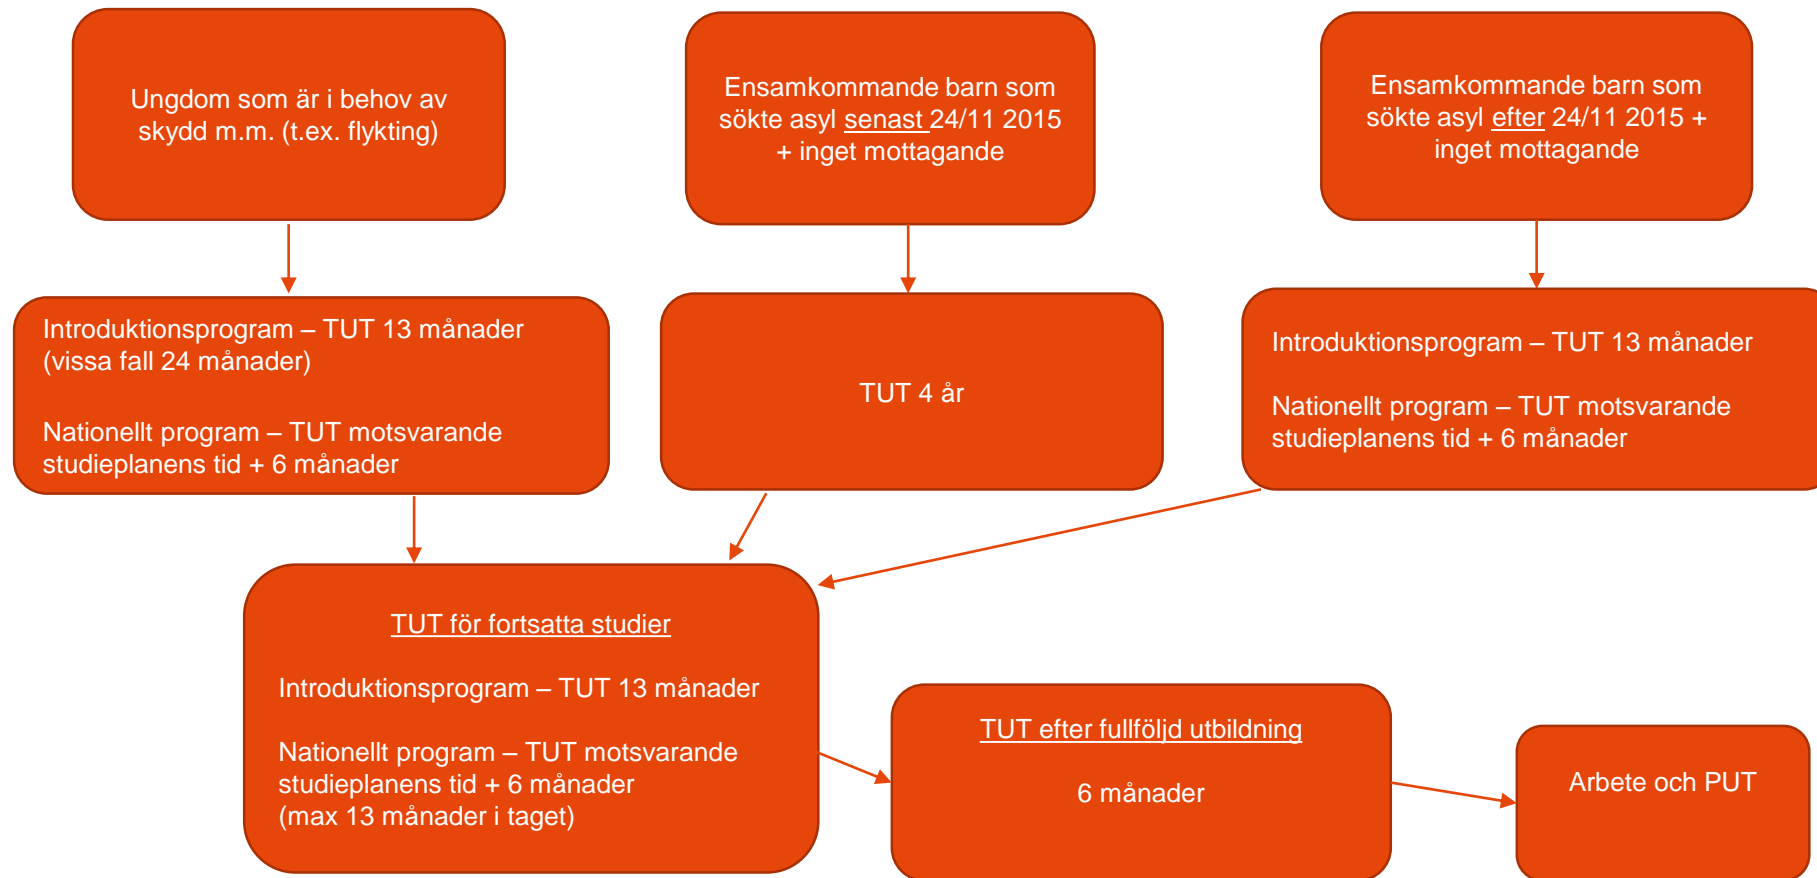 Ungdom som är i behov av
skydd m.m. (t.ex. flykting)
Ensamkommande barn som
sökte asyl senast 24/11 2015
+ inget mottagande
Ensamkommande barn som
sökte asyl efter 24/11 2015 +
inget mottagande
Introduktionsprogram – TUT 13 månader
(vissa fall 24 månader)
Nationellt program – TUT motsvarande
studieplanens tid + 6 månader
TUT 4 år
Introduktionsprogram – TUT 13 månader
Nationellt program – TUT motsvarande
studieplanens tid + 6 månader
TUT för fortsatta studier
Introduktionsprogram – TUT 13 månader
Nationellt program – TUT motsvarande
studieplanens tid + 6 månader
(max 13 månader i taget)
TUT efter fullföljd utbildning
6 månader
Arbete och PUT